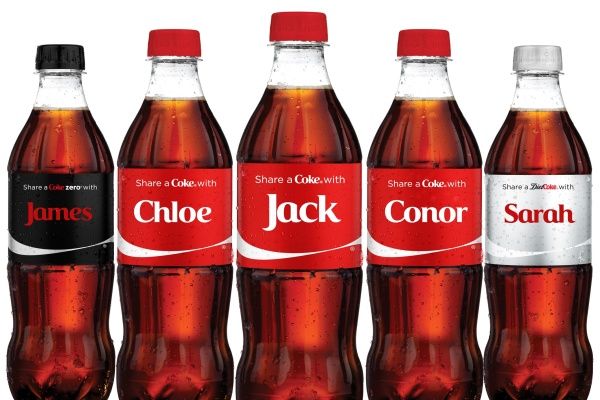 Share a Coke zero with
James
Share a Coke with
Chloe
Share a Coke with
Jack
Share a Coke with
Conor
Share a Diet Coke with
Sarah